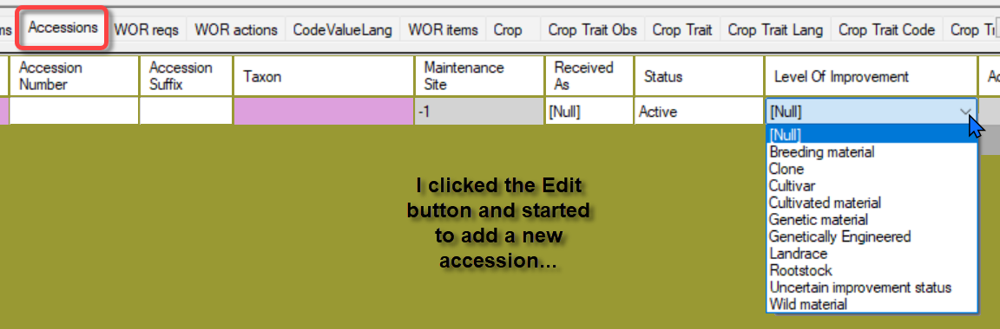 ms Accessions WOR reqs WOR actions CodeValueLang WOR items Crop Crop Trait Obs Crop Trait Crop Trait Lang Crop Trait Code Crop Tr
Accession Number Accession Suffix Taxon Maintenance Site Received As Status Level Of Improvement Ac
-1 [Null] Active [Null]
[Null]
Breeding material
Clone
Cultivar
Cultivated material
Genetic material
Genetically Engineered
Landrace
Rootstock
Uncertain improvement status
Wild material
I clicked the Edit
button and started
to add a new
accession...